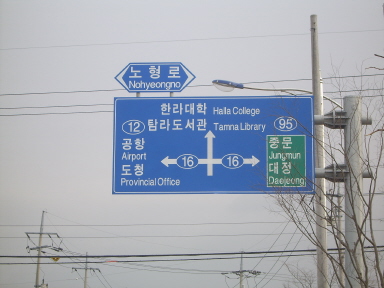 노형로
Nohyeongno
한라대학 Halla College
12 탐라도서관 Tamna Library 95
공항
Airport
도청
Provincial Office
16 16
중문
Jungmun
대정
Daejeong